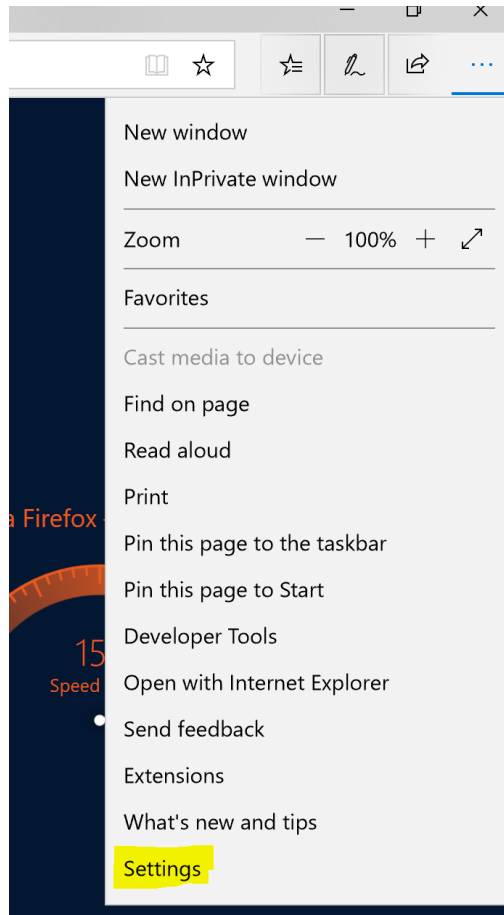 New window
New InPrivate window
Zoom 100%
Favorites
Cast media to device
Find on page
Read aloud
Print
Pin this page to the taskbar
a Firefox
Pin this page to Start
Developer Tools
15
Open with Internet Explorer
Speed
Send feedback
Extensions
What's new and tips
Settings